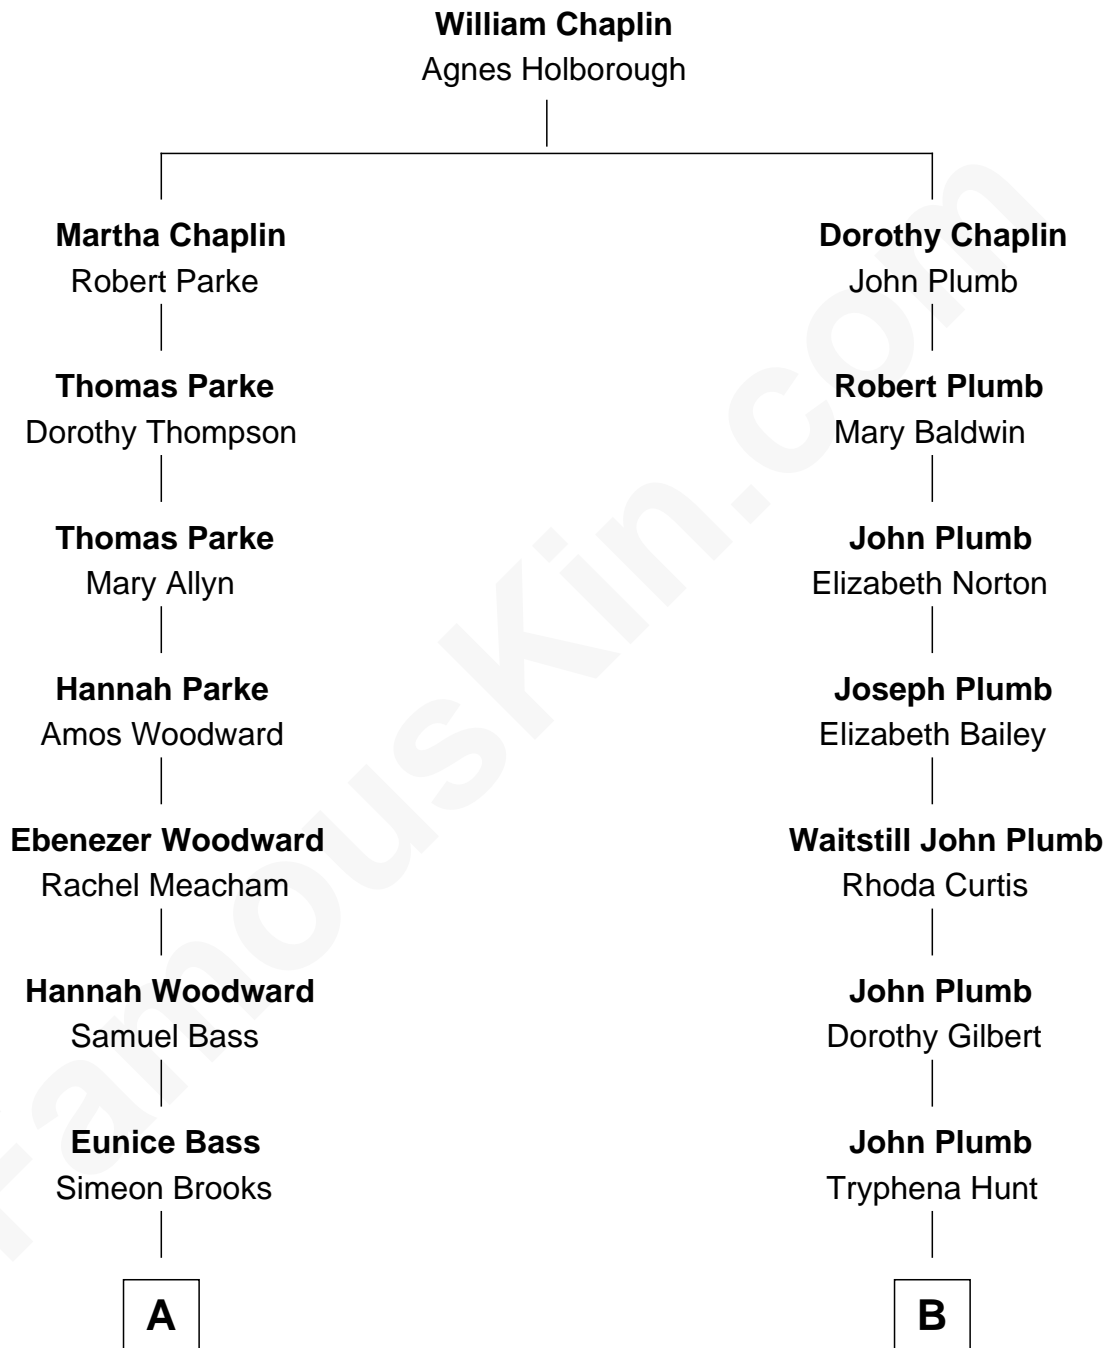 William Chaplin
Agnes Holborough
Martha Chaplin
Robert Parke
Dorothy Chaplin
John Plumb
Thomas Parke
Dorothy Thompson
Robert Plumb
Mary Baldwin
Thomas Parke
Mary Allyn
John Plumb
Elizabeth Norton
Hannah Parke
Amos Woodward
Joseph Plumb
Elizabeth Bailey
Ebenezer Woodward
Rachel Meacham
Waitstill John Plumb
Rhoda Curtis
Hannah Woodward
Samuel Bass
John Plumb
Dorothy Gilbert
Eunice Bass
Simeon Brooks
John Plumb
Tryphena Hunt
A
B
FamousKin.com